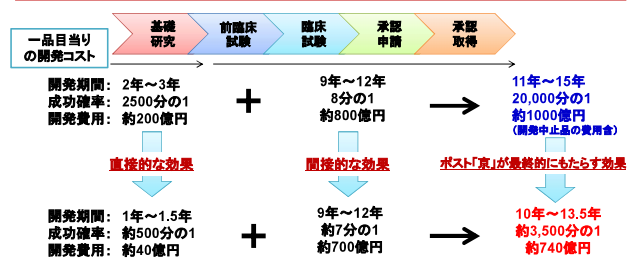 一品目当り
の開発コスト
基礎
研究
前臨床
試験
臨床
試験
承認
申請
承認
取得
開発期間： 2年～3年
成功確率： 2500分の1
開発費用： 約200億円
+
9年～12年
8分の1
約800億円
11年～15年
20,000分の1
約1000億円
(開発中止品の費用含)
直接的な効果
間接的な効果
ポスト「京」が最終的にもたらす効果
開発期間： 1年～1.5年
成功確率： 約500分の1
開発費用： 約40億円
+
9年～12年
約7分の1
約700億円
10年～13.5年
約3,500分の1
約740億円